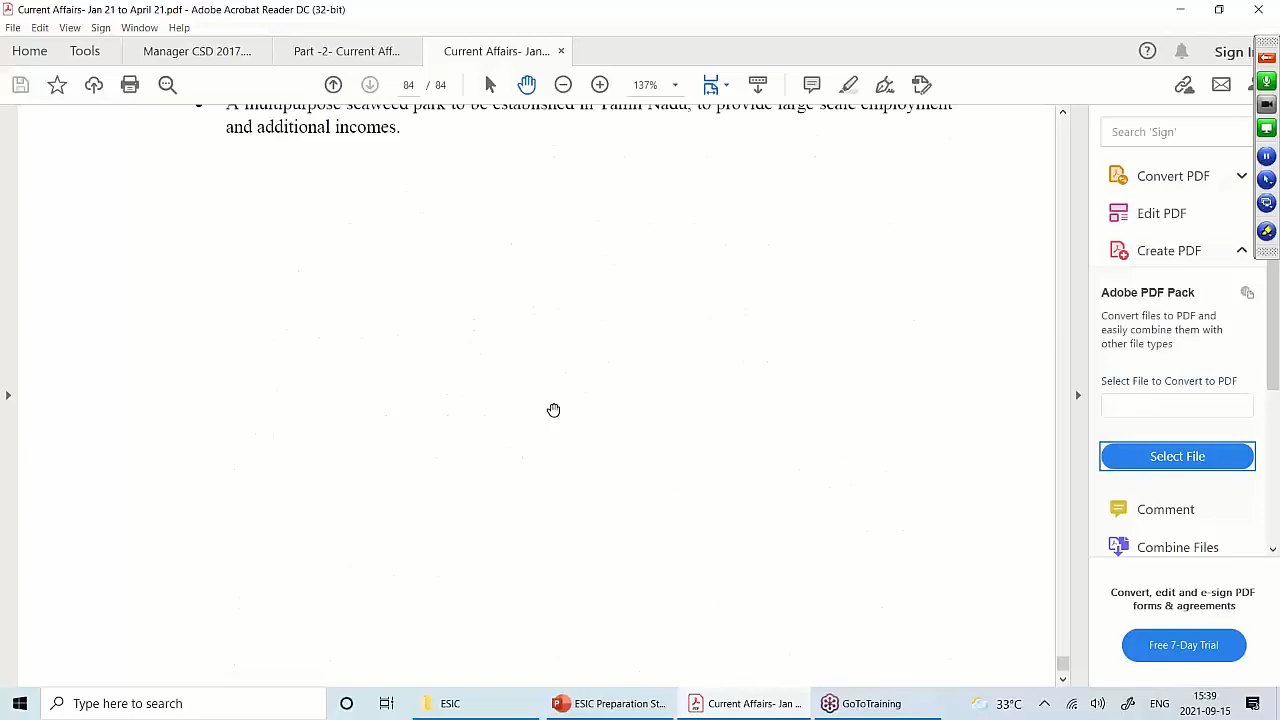 Current Affairs- Jan 21 to April 21.pdf - Adobe Acrobat Reader DC (32-bit)
File Edit View Sign Window Help
Home Tools Manager CSD 2017.... Part -2- Current Aff... Current Affairs- Jan... × Sign In
84 / 84 137%
A multipurpose seaweed park to be established in Tamil Nadu, to provide large scale employment
and additional incomes.
Search 'Sign'
Convert PDF
Edit PDF
Create PDF
Adobe PDF Pack
Convert files to PDF and
easily combine them with
other file types
Select File to Convert to PDF
Select File
Comment
Combine Files
Convert, edit and e-sign PDF
forms & agreements
Free 7-Day Trial
Type here to search ESIC ESIC Preparation St... Current Affairs- Jan ... GoToTraining 33°C ENG 15:39
2021-09-15